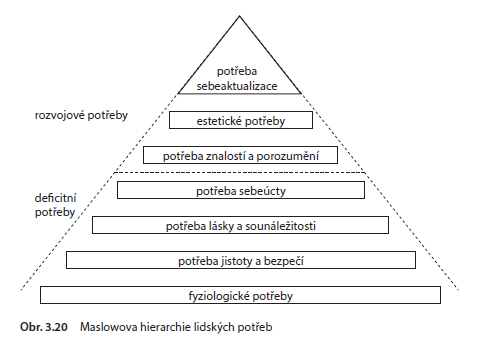 potřeba
sebeaktualizace
rozvojové potřeby
estetické potřeby
potřeba znalostí a porozumění
deficitní
potřeby
potřeba sebeúcty
potřeba lásky a sounáležitosti
potřeba jistoty a bezpečí
fyziologické potřeby
Obr. 3.20 Maslowova hierarchie lidských potřeb